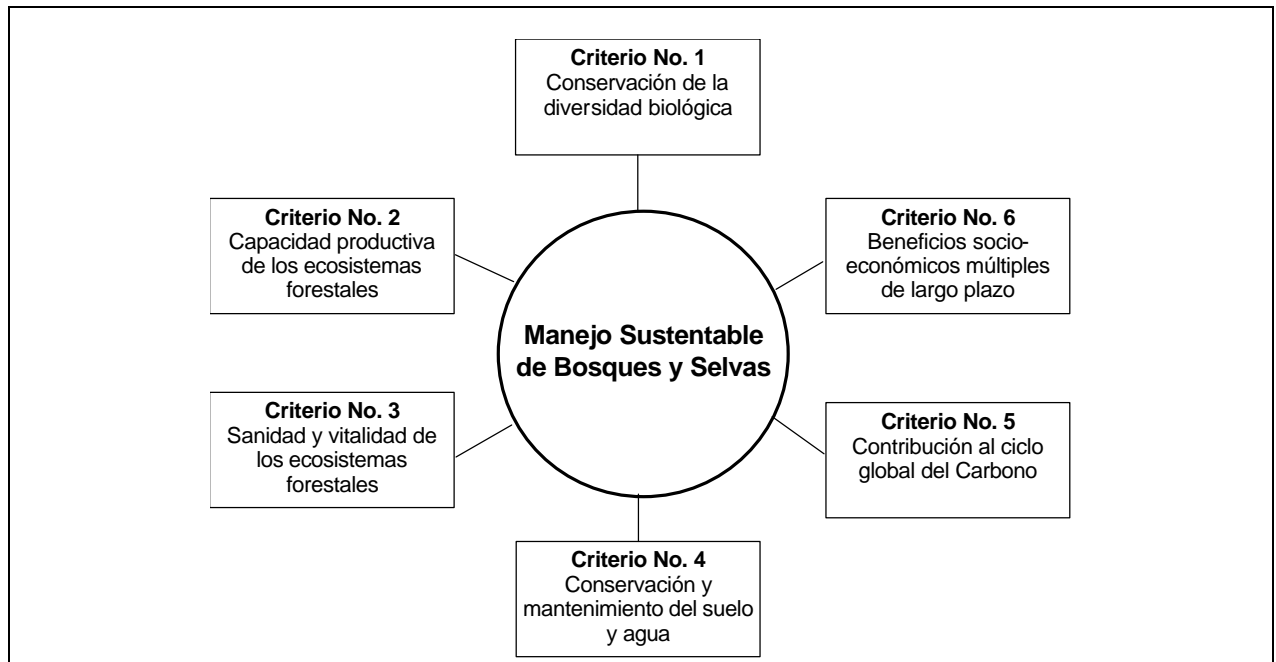 Criterio No. 1
Conservación de la
diversidad biológica
Criterio No. 2
Capacidad productiva
de los ecosistemas
forestales
Criterio No. 6
Beneficios socio-
económicos múltiples
de largo plazo
Manejo Sustentable
de Bosques y Selvas
Criterio No. 3
Sanidad y vitalidad de
los ecosistemas
forestales
Criterio No. 5
Contribución al ciclo
global del Carbono
Criterio No. 4
Conservación y
mantenimiento del suelo
y agua